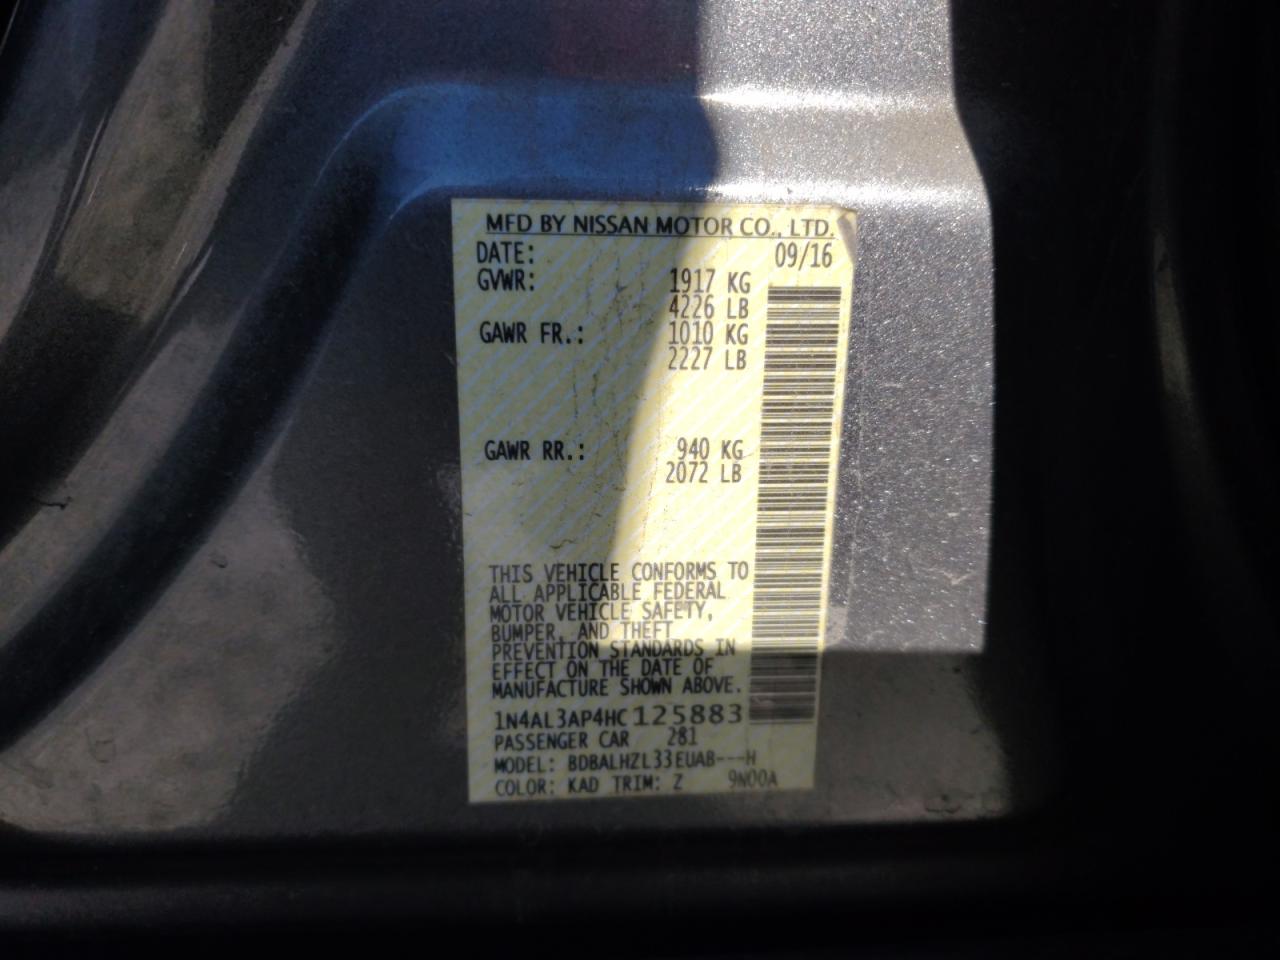 MFD BY NISSAN MOTOR CO., LTD.
DATE: 09/16
GVWR: 1917 KG
4226 LB
GAWR FR.: 1010 KG
2227 LB
GAWR RR.: 940 KG
2072 LB
THIS VEHICLE CONFORMS TO
ALL APPLICABLE FEDERAL
MOTOR VEHICLE SAFETY,
BUMPER, AND THEFT
PREVENTION STANDARDS IN
EFFECT ON THE DATE OF
MANUFACTURE SHOWN ABOVE.
1N4AL3AP4HC125883
PASSENGER CAR 281
MODEL: BDBALHZL33EUAB---H
COLOR: KAD TRIM: Z 9N00A